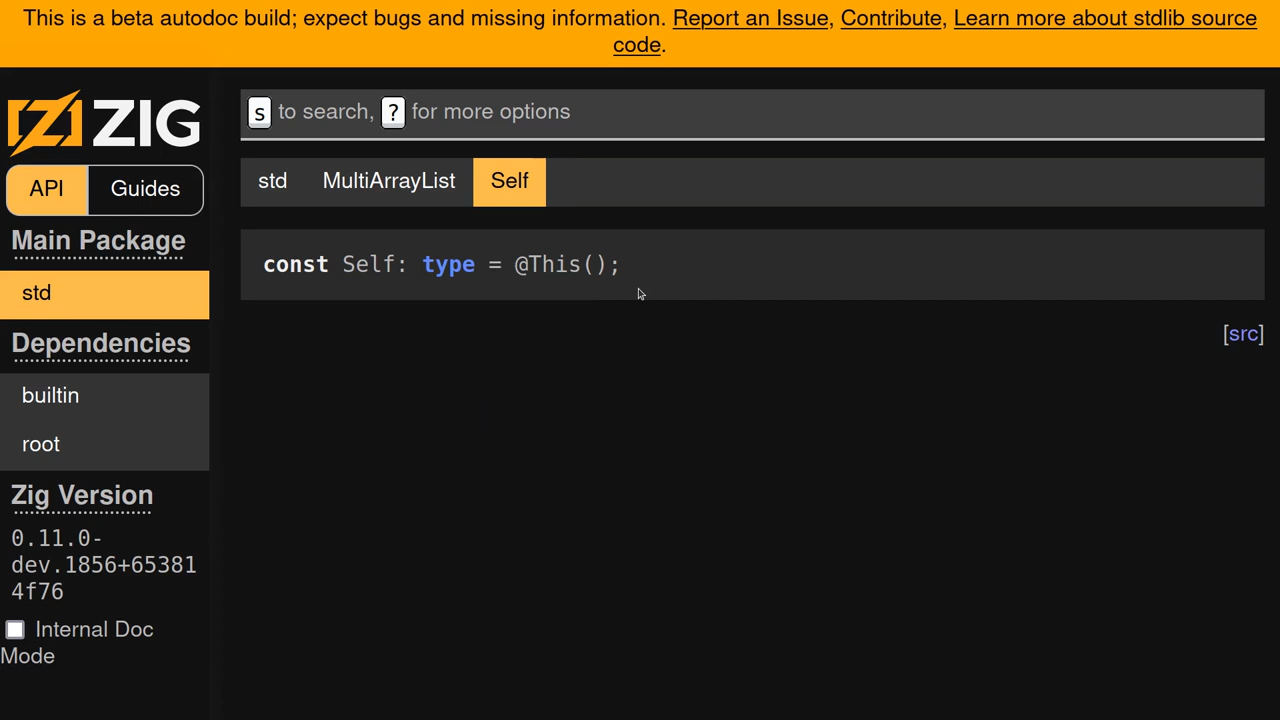 This is a beta autodoc build; expect bugs and missing information. Report an Issue, Contribute, Learn more about stdlib source
code.
ZIG
API Guides
Main Package
std
Dependencies
builtin
root
Zig Version
0.11.0-
dev.1856+65381
4f76
Internal Doc
Mode
s to search, ? for more options
std MultiArrayList Self
const Self: type = @This();
[src]